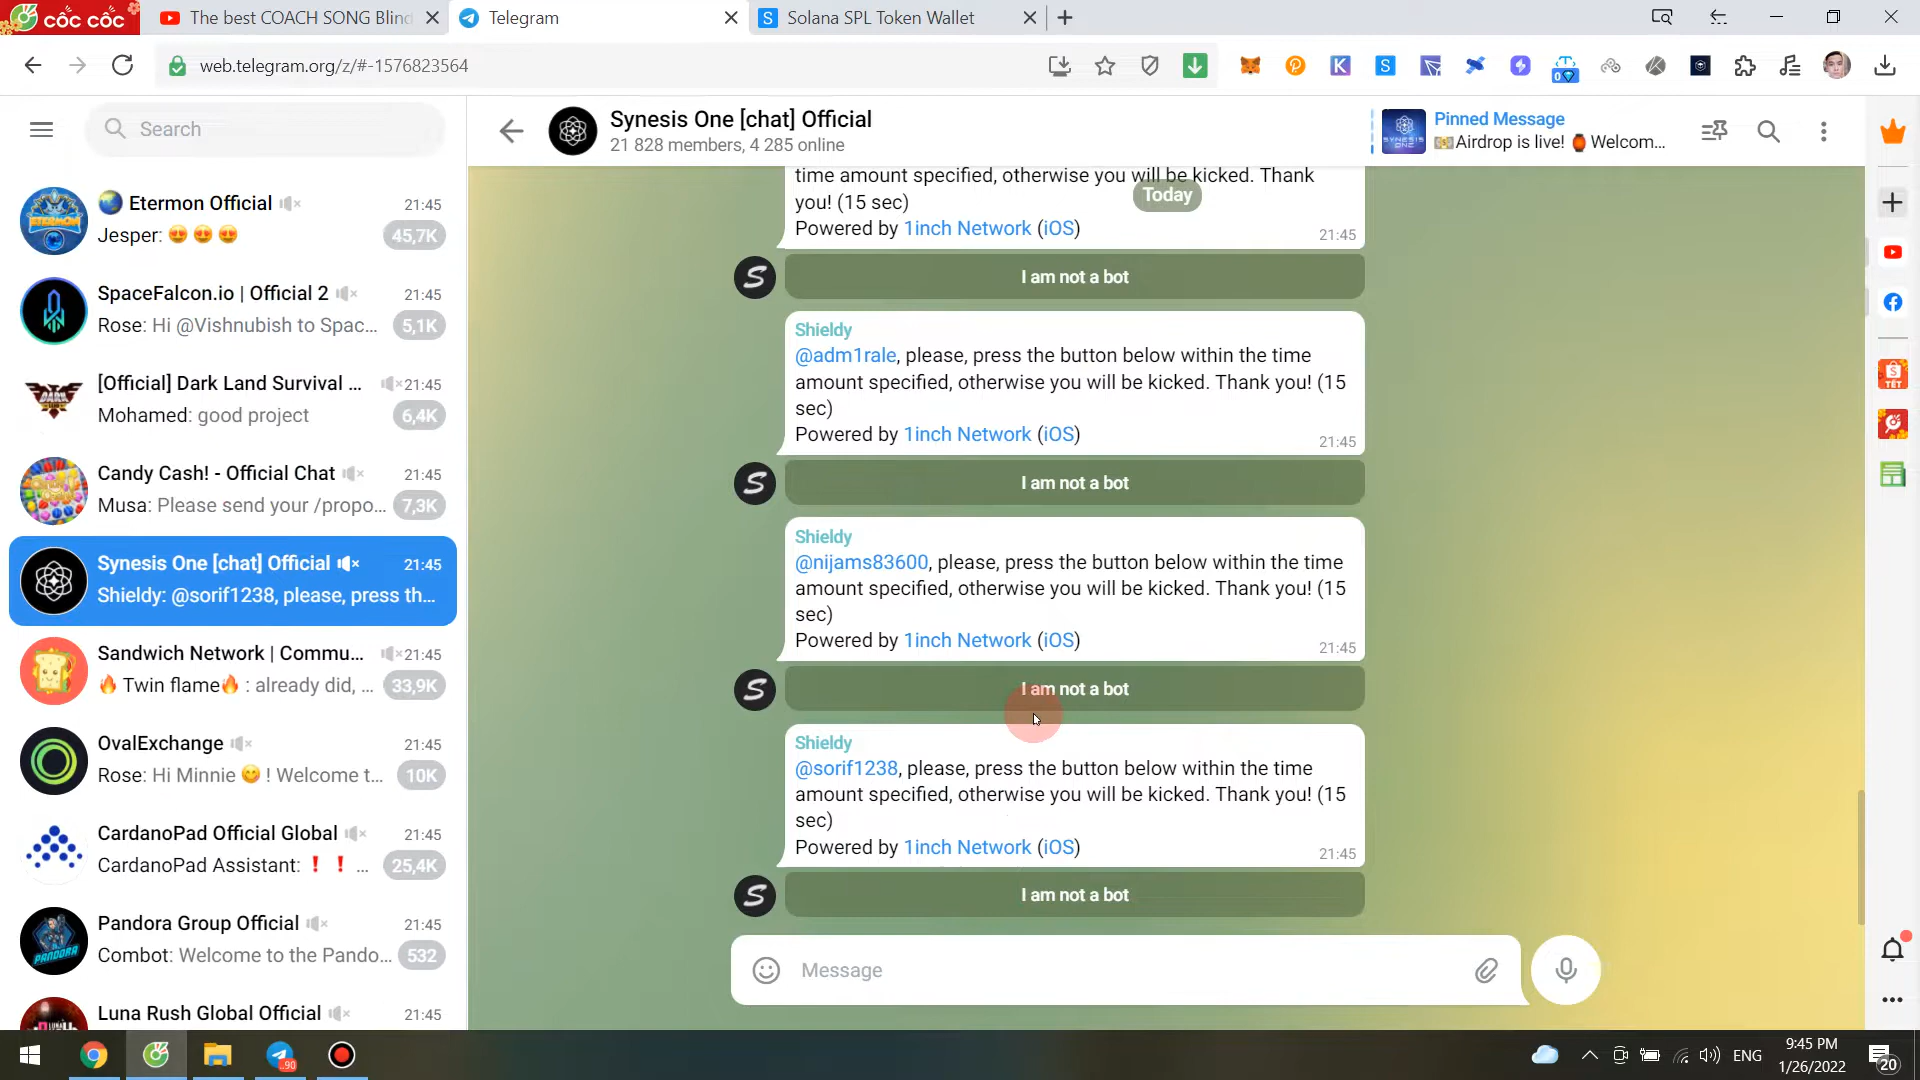 cốc cốc
The best COACH SONG Blind
Telegram
Solana SPL Token Wallet
web.telegram.org/z/#-1576823564
Search
Synesis One [chat] Official
21 828 members, 4 285 online
Pinned Message
💴Airdrop is live! 🏮 Welcom...
🌏 Etermon Official
21:45
Jesper: 😍 😍 😍
45,7K
SpaceFalcon.io | Official 2
21:45
Rose: Hi @Vishnubish to Spac...
5,1K
[Official] Dark Land Survival ...
21:45
Mohamed: good project
6,4K
Candy Cash! - Official Chat
21:45
Musa: Please send your /propo...
7,3K
Synesis One [chat] Official
21:45
Shieldy: @sorif1238, please, press th...
Sandwich Network | Commu...
21:45
🔥 Twin flame🔥 : already did, ...
33,9K
OvalExchange
21:45
Rose: Hi Minnie 😋 ! Welcome t...
10K
CardanoPad Official Global
21:45
CardanoPad Assistant: ❗ ❗ ...
25,4K
Pandora Group Official
21:45
Combot: Welcome to the Pando...
532
PANDORA
Luna Rush Global Official
21:45
time amount specified, otherwise you will be kicked. Thank
Today
you! (15 sec)
Powered by 1inch Network (iOS)
21:45
I am not a bot
Shieldy
@adm1rale, please, press the button below within the time
amount specified, otherwise you will be kicked. Thank you! (15
sec)
Powered by 1inch Network (iOS)
21:45
I am not a bot
Shieldy
@nijams83600, please, press the button below within the time
amount specified, otherwise you will be kicked. Thank you! (15
sec)
Powered by 1inch Network (iOS)
21:45
I am not a bot
Shieldy
@sorif1238, please, press the button below within the time
amount specified, otherwise you will be kicked. Thank you! (15
sec)
Powered by 1inch Network (iOS)
21:45
I am not a bot
Message
TẾT
ENG
9:45 PM
1/26/2022
20